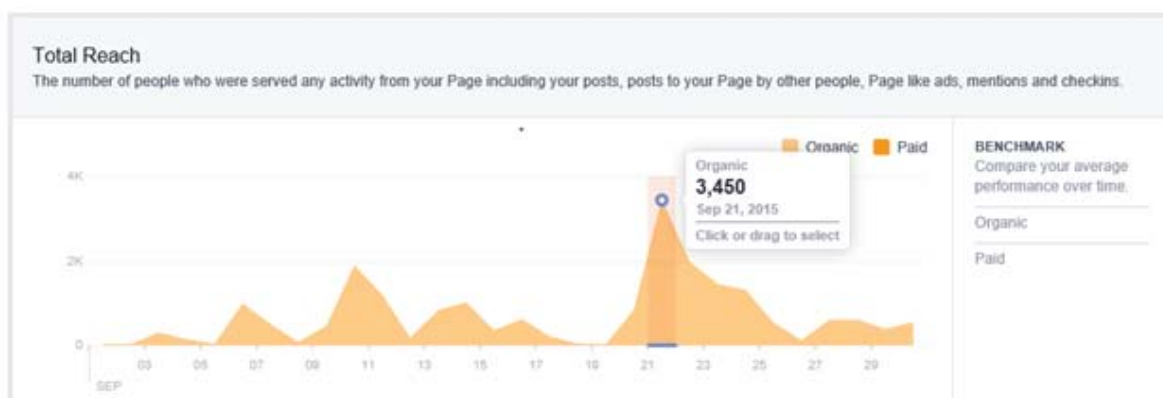 Total Reach
The number of people who were served any activity from your Page including your posts, posts to your Page by other people, Page like ads, mentions and checkins.
Organic
Paid
BENCHMARK
Compare your average
performance over time.
Organic
Paid
Organic
3,450
Sep 21, 2015
Click or drag to select
4K
2K
0
03 05 07 09 11 13 15 17 19 21 23 25 27 29
SEP